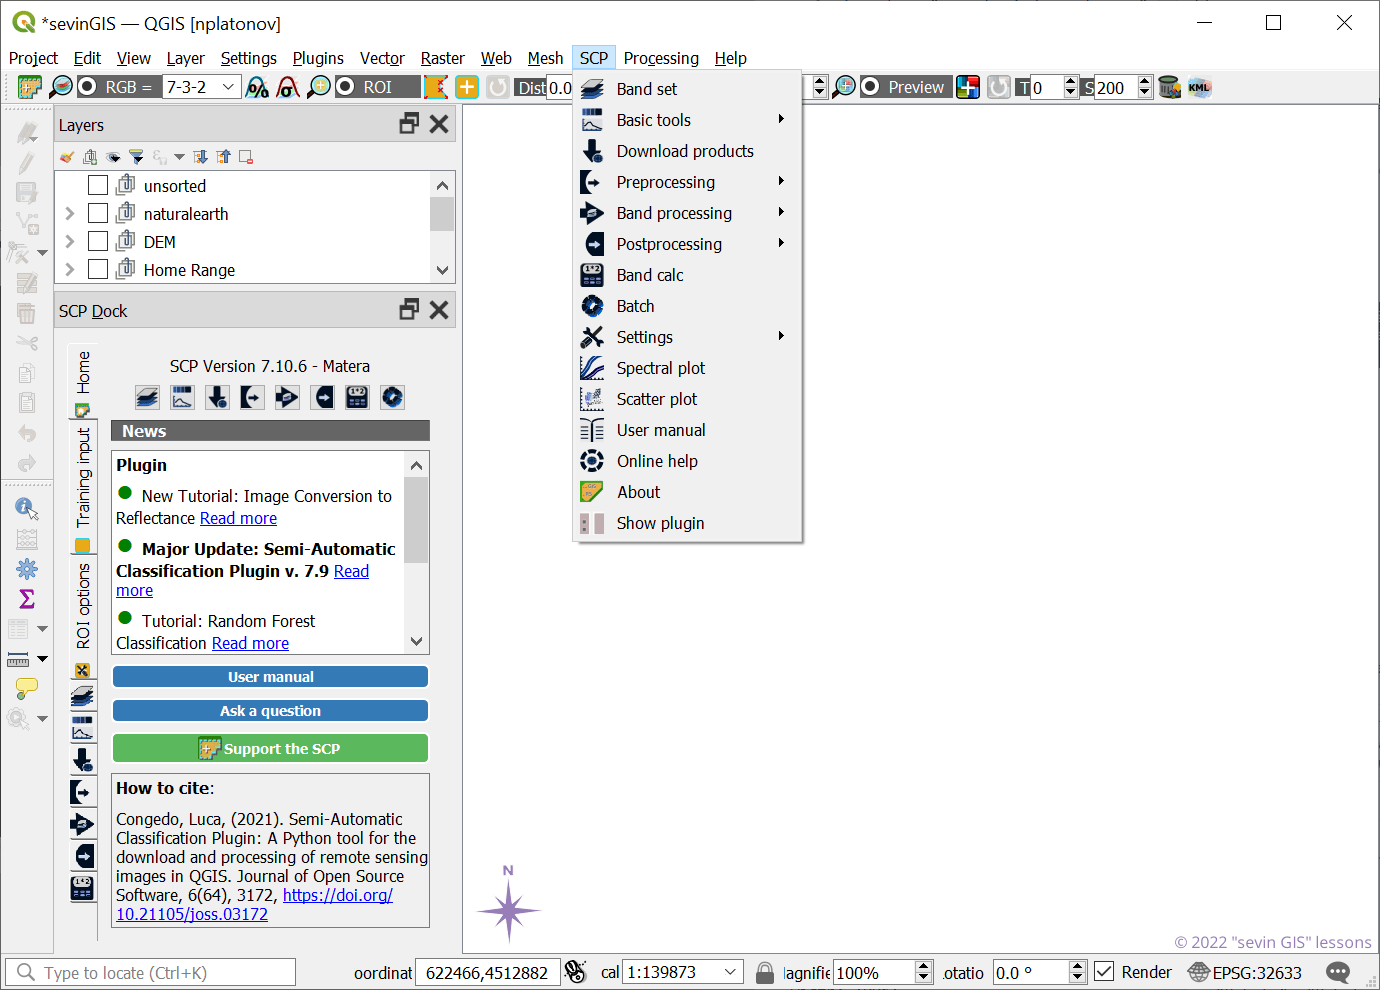 *sevinGIS — QGIS [nplatonov]
Project Edit View Layer Settings Plugins Vector Raster Web Mesh SCP Processing Help
RGB = 7-3-2 ROI Dist 0.0 Preview T 0 S 200 KML
Layers
unsorted
naturalearth
DEM
Home Range
SCP Dock
Home
Training input
ROI options
SCP Version 7.10.6 - Matera
News
Plugin
New Tutorial: Image Conversion to
Reflectance Read more
Major Update: Semi-Automatic
Classification Plugin v. 7.9 Read
more
Tutorial: Random Forest
Classification Read more
User manual
Ask a question
Support the SCP
How to cite:
Congedo, Luca, (2021). Semi-Automatic
Classification Plugin: A Python tool for the
download and processing of remote sensing
images in QGIS. Journal of Open Source
Software, 6(64), 3172, https://doi.org/
10.21105/joss.03172
Band set
Basic tools
Download products
Preprocessing
Band processing
Postprocessing
Band calc
Batch
Settings
Spectral plot
Scatter plot
User manual
Online help
About
Show plugin
N
© 2022 "sevin GIS" lessons
Type to locate (Ctrl+K) oordinat 622466,4512882 cal 1:139873 lagnifie 100% otatio 0.0 ° Render EPSG:32633